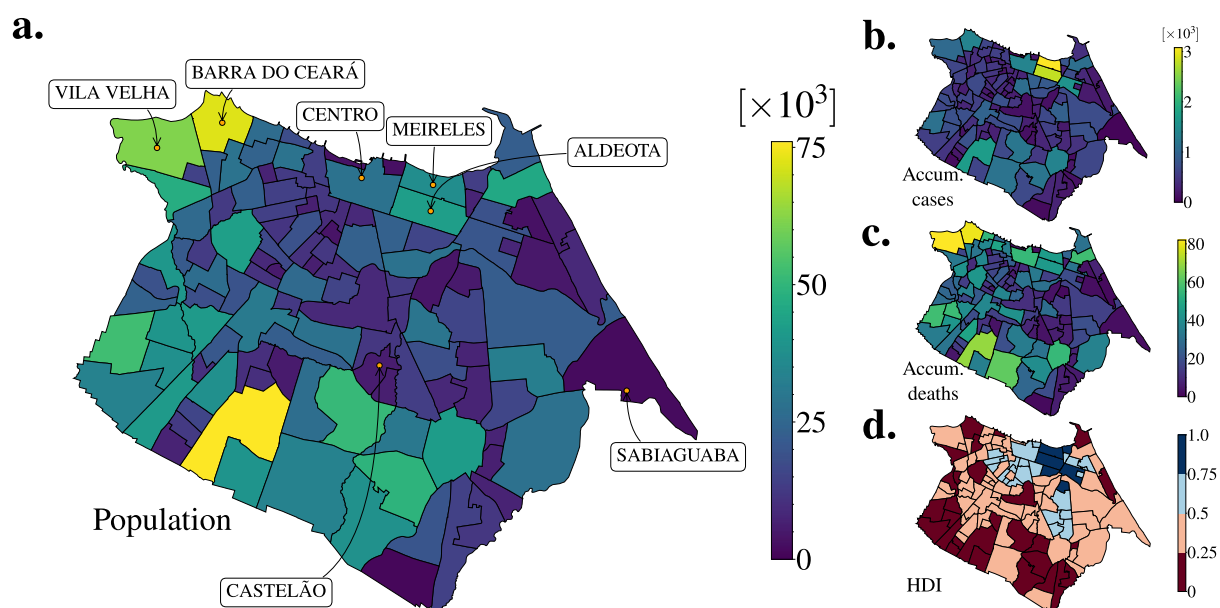 a.
VILA VELHA
BARRA DO CEARÁ
CENTRO
MEIRELES
ALDEOTA
SABIAGUABA
CASTELÃO
Population
[×10³]
75
50
25
0
b.
[×10³]
3
2
1
0
Accum.
cases
c.
80
60
40
20
0
Accum.
deaths
d.
1.0
0.75
0.5
0.25
0
HDI